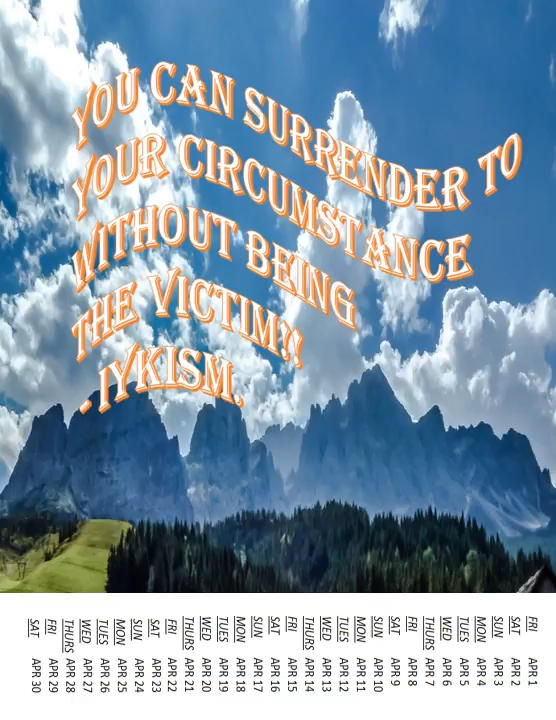 YOU CAN SURRENDER TO
YOUR CIRCUMSTANCE
WITHOUT BEING
THE VICTIM!!
- IYKISM.
FRI APR 1
SAT APR 2
SUN APR 3
MON APR 4
TUES APR 5
WED APR 6
THURS APR 7
FRI APR 8
SAT APR 9
SUN APR 10
MON APR 11
TUES APR 12
WED APR 13
THURS APR 14
FRI APR 15
SAT APR 16
SUN APR 17
MON APR 18
TUES APR 19
WED APR 20
THURS APR 21
FRI APR 22
SAT APR 23
SUN APR 24
MON APR 25
TUES APR 26
WED APR 27
THURS APR 28
FRI APR 29
SAT APR 30